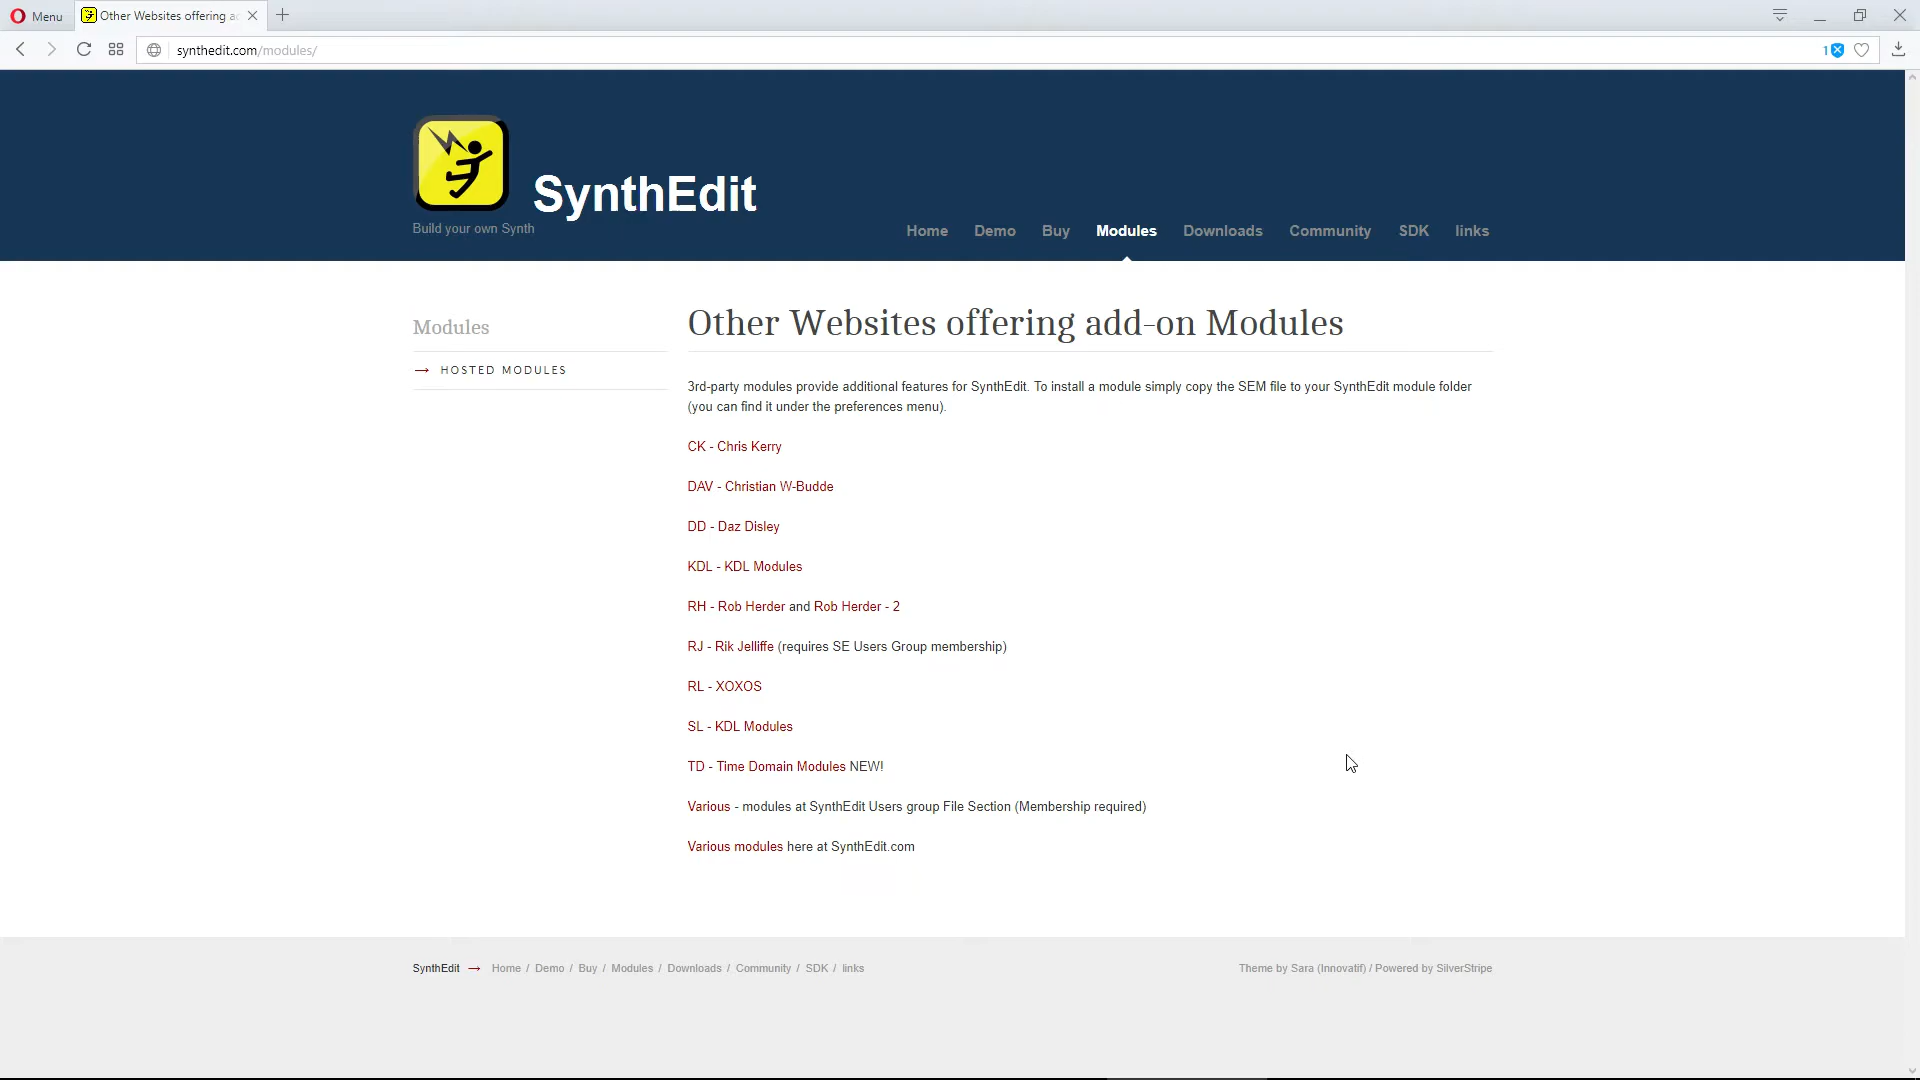 Menu
Other Websites offering a
synthedit.com/modules/
1
SynthEdit
Build your own Synth
Home Demo Buy Modules Downloads Community SDK links
Modules
HOSTED MODULES
Other Websites offering add-on Modules
3rd-party modules provide additional features for SynthEdit. To install a module simply copy the SEM file to your SynthEdit module folder
(you can find it under the preferences menu).
CK - Chris Kerry
DAV - Christian W-Budde
DD - Daz Disley
KDL - KDL Modules
RH - Rob Herder and Rob Herder - 2
RJ - Rik Jelliffe (requires SE Users Group membership)
RL - XOXOS
SL - KDL Modules
TD - Time Domain Modules NEW!
Various - modules at SynthEdit Users group File Section (Membership required)
Various modules here at SynthEdit.com
SynthEdit → Home / Demo / Buy / Modules / Downloads / Community / SDK / links
Theme by Sara (Innovatif) / Powered by SilverStripe